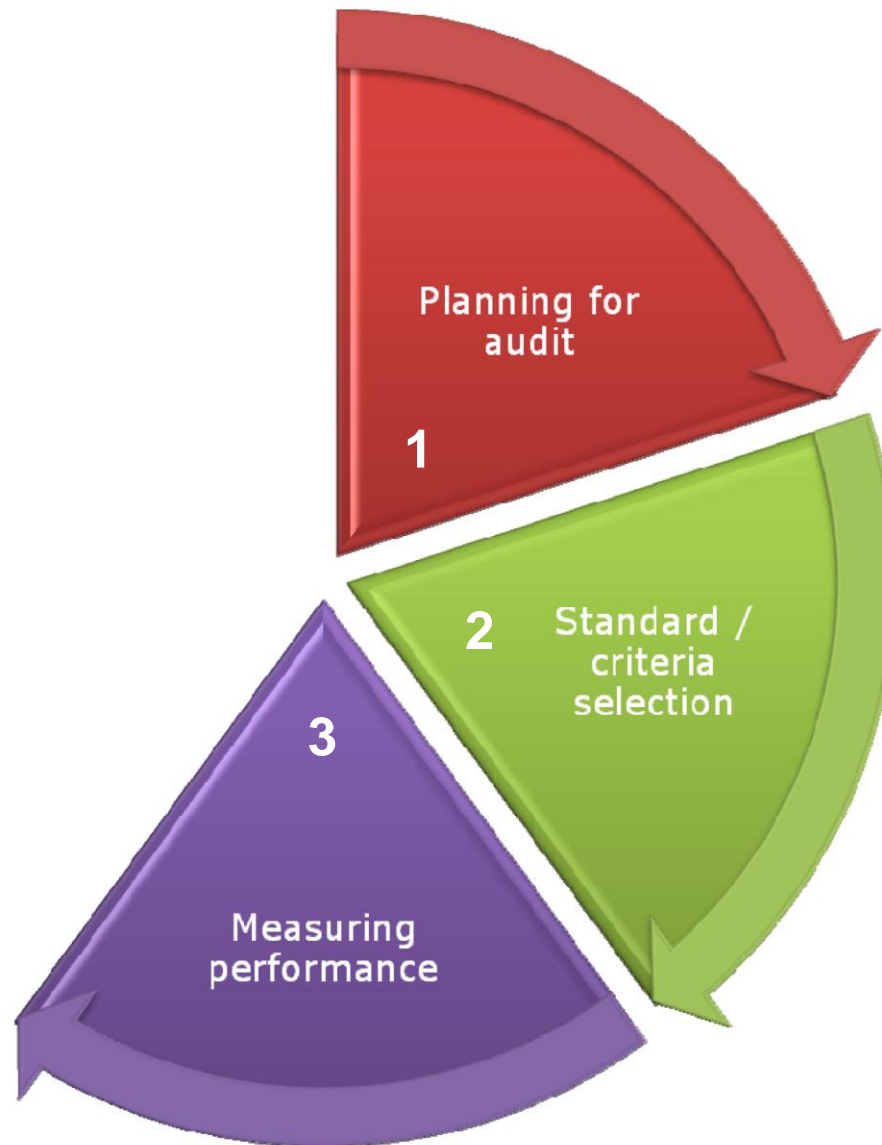 Planning for
audit
1
2
Standard /
criteria
selection
3
Measuring
performance